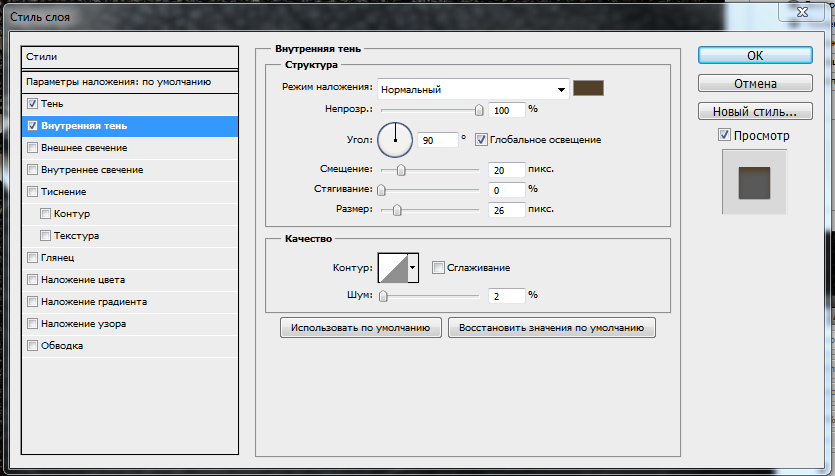 Стиль слоя
Стили
Параметры наложения: по умолчанию
Тень
Внутренняя тень
Внешнее свечение
Внутреннее свечение
Тиснение
Контур
Текстура
Глянец
Наложение цвета
Наложение градиента
Наложение узора
Обводка
Внутренняя тень
Структура
Режим наложения: Нормальный
Непрозр.: 100 %
Угол: 90 ° Глобальное освещение
Смещение: 20 пикс.
Стягивание: 0 %
Размер: 26 пикс.
Качество
Контур: Сглаживание
Шум: 2 %
Использовать по умолчанию Восстановить значения по умолчанию
OK
Отмена
Новый стиль...
Просмотр